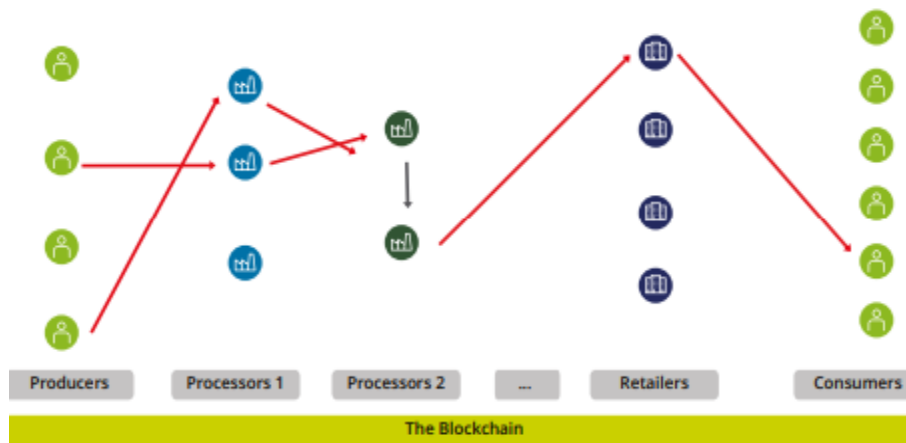 Producers
Processors 1
Processors 2
...
Retailers
Consumers
The Blockchain